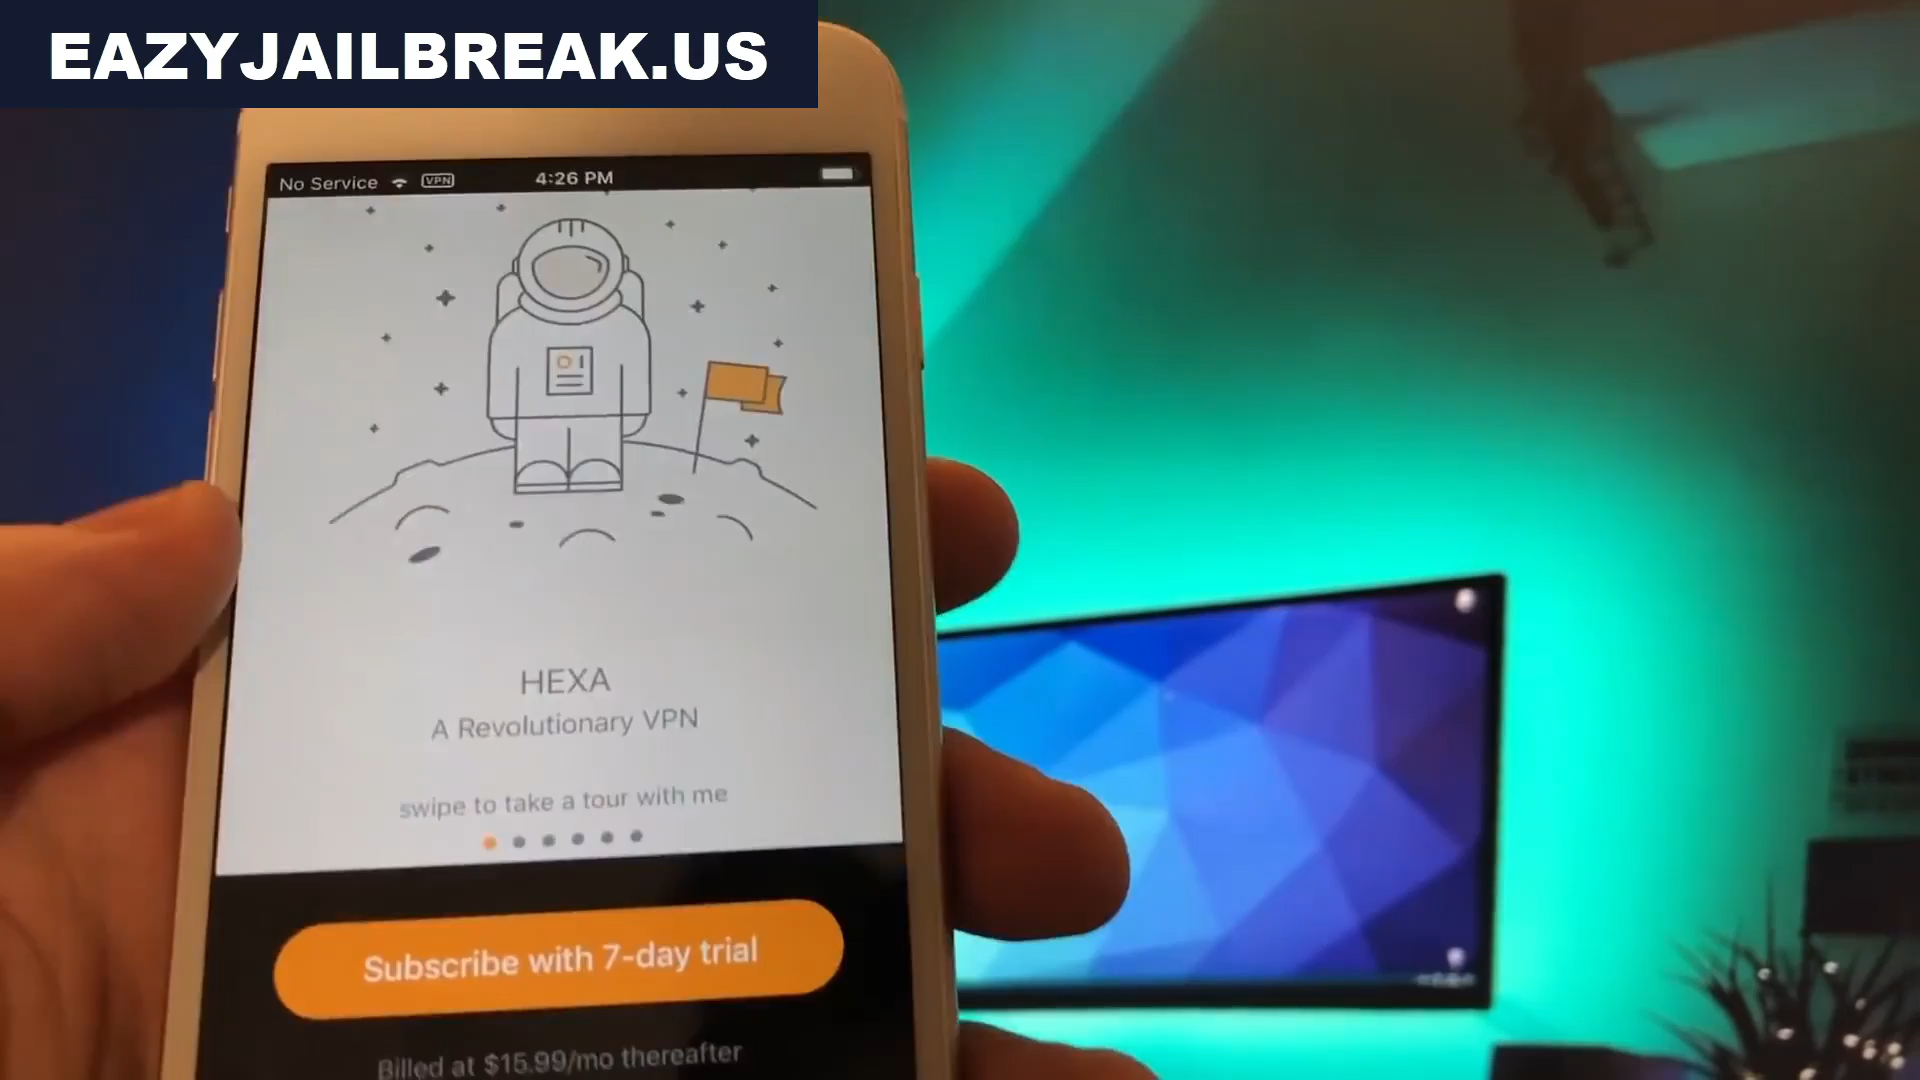 EAZYJAILBREAK.US
No Service VPN 4:26 PM
HEXA
A Revolutionary VPN
swipe to take a tour with me
Subscribe with 7-day trial
Billed at $15.99/mo thereafter